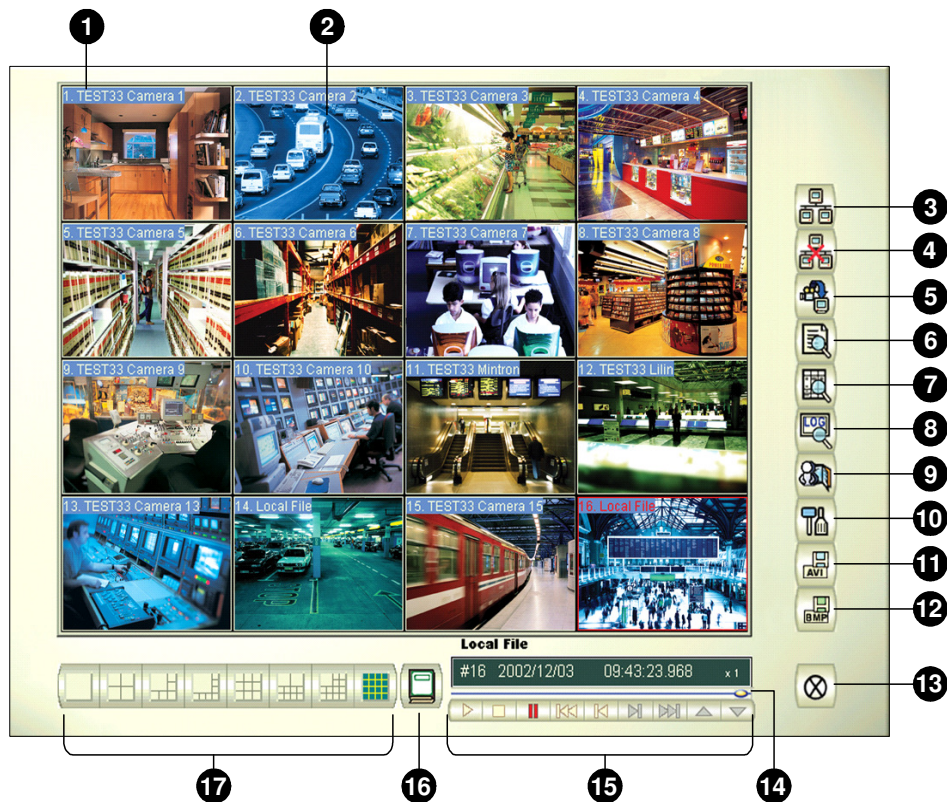 1 2
1. TEST33 Camera 1
2. TEST33 Camera 2
3. TEST33 Camera 3
4. TEST33 Camera 4
5. TEST33 Camera 5
6. TEST33 Camera 6
7. TEST33 Camera 7
8. TEST33 Camera 8
9. TEST33 Camera 9
10. TEST33 Camera 10
11. TEST33 Mintron
12. TEST33 Lilin
13. TEST33 Camera 13
14. Local File
15. TEST33 Camera 15
16. Local File
3
4
5
6
7
LOG
8
9
10
AVI
11
BMP
12
Local File
#16 2002/12/03 09:43:23.968 x 1
13
17
16
15
14